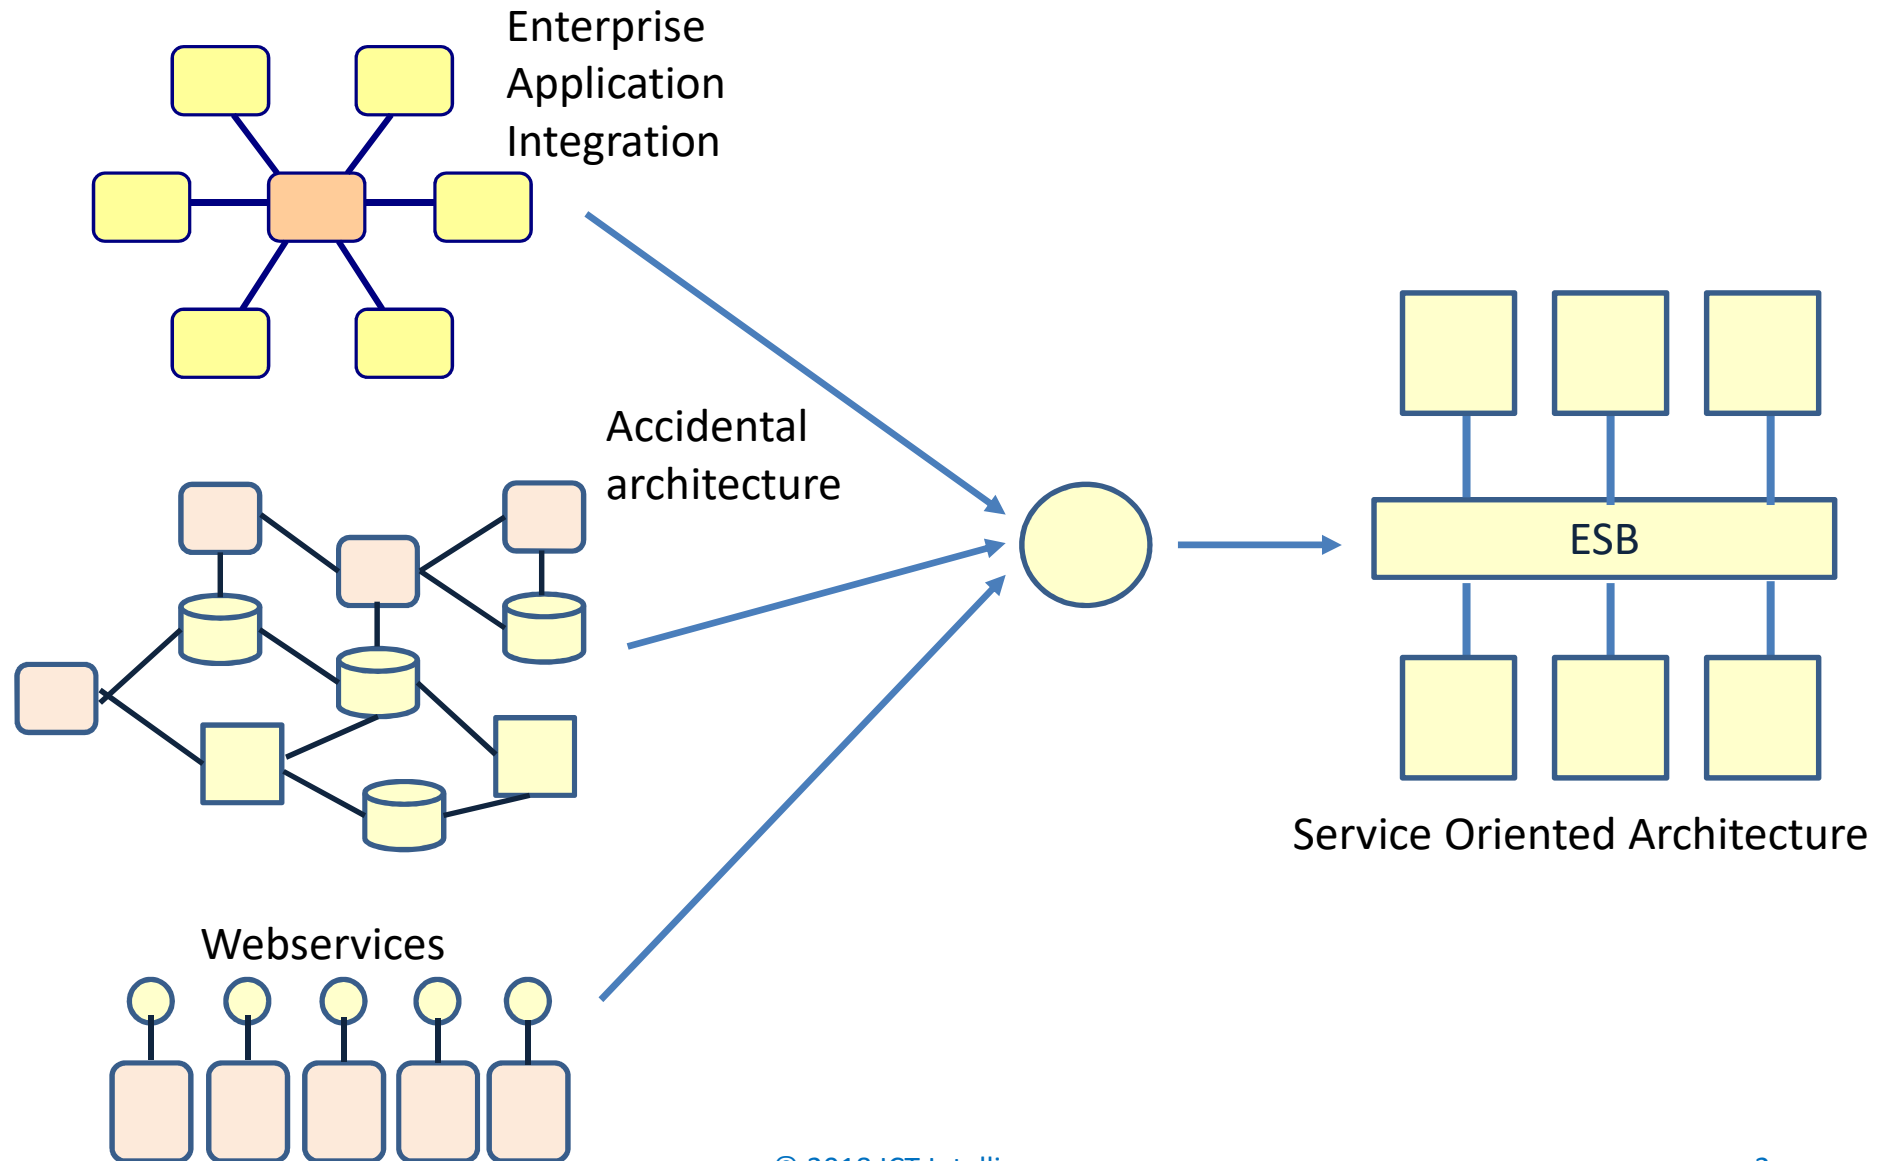 Enterprise
Application
Integration
Accidental
architecture
ESB
Service Oriented Architecture
Webservices